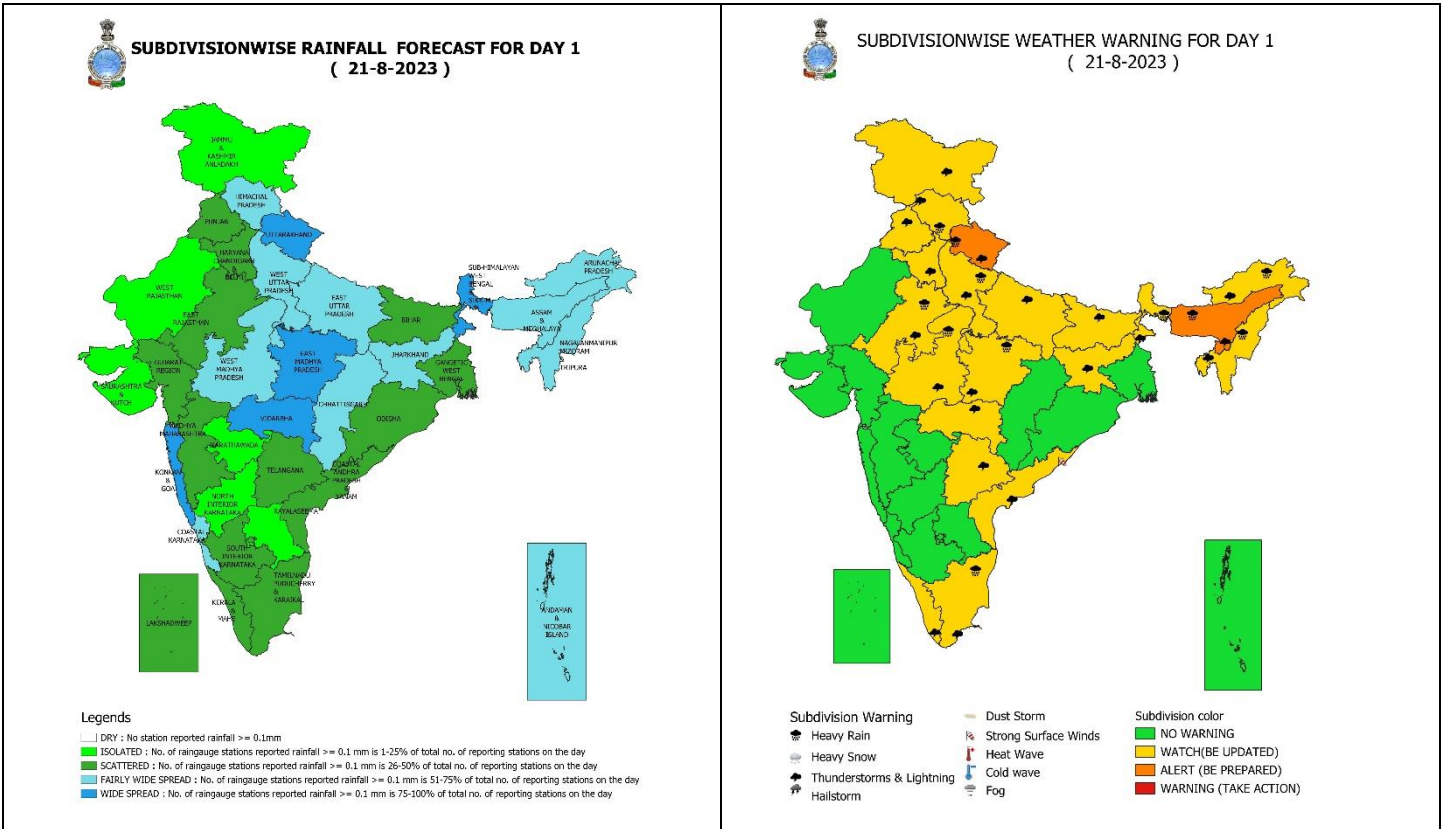 SUBDIVISIONWISE RAINFALL FORECAST FOR DAY 1
( 21-8-2023 )
JAMMU
&
KASHMIR
ANLADAKH
HIMACHAL
PRADESH
PUNJAB
UTTARAKHAND
HARYANA
CHANDIGARH
&
DELHI
WEST
UTTAR
PRADESH
SUB-HIMALAYAN
WEST
BENGAL
&
ARUNACHAL
PRADESH
WEST
RAJASTHAN
EAST
UTTAR
PRADESH
EAST
RAJASTHAN
BIHAR
ASSAM
&
MEGHALAYA
NAGALANMANIPUR
MIZORAM
&
TRIPURA
GUJARAT
REGION
WEST
MADHYA
PRADESH
EAST
MADHYA
PRADESH
JHARKHAND
GANGETIC
WEST
BENGAL
SAURASHTRA
&
KUTCH
VIDARBHA
CHHATTISGARH
ODISHA
MADHYA
MAHARASHTRA
MARATHAWADA
KONKAN
&
GOA
TELANGANA
COASTAL
ANDHRA
PRADESH
&
YANAM
NORTH
INTERIOR
KARNATAKA
RAYALASEEMA
COASTAL
KARNATAKA
SOUTH
INTERIOR
KARNATAKA
TAMILNADU
PUDUCHERRY
&
KARAIKAL
KERALA
&
MAHE
LAKSHADWEEP
ANDAMAN
&
NICOBAR
ISLAND
Legends
DRY : No station reported rainfall >= 0.1mm
ISOLATED : No. of raingauge stations reported rainfall >= 0.1 mm is 1-25% of total no. of reporting stations on the day
SCATTERED : No. of raingauge stations reported rainfall >= 0.1 mm is 26-50% of total no. of reporting stations on the day
FAIRLY WIDE SPREAD : No. of raingauge stations reported rainfall >= 0.1 mm is 51-75% of total no. of reporting stations on the day
WIDE SPREAD : No. of raingauge stations reported rainfall >= 0.1 mm is 75-100% of total no. of reporting stations on the day
SUBDIVISIONWISE WEATHER WARNING FOR DAY 1
( 21-8-2023 )
Subdivision Warning
Heavy Rain
Heavy Snow
Thunderstorms & Lightning
Hailstorm
Dust Storm
Strong Surface Winds
Heat Wave
Cold wave
Fog
Subdivision color
NO WARNING
WATCH(BE UPDATED)
ALERT (BE PREPARED)
WARNING (TAKE ACTION)